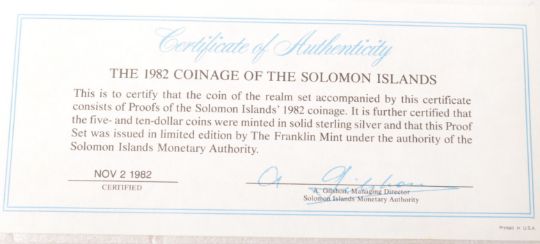 Certificate of Authenticity
THE 1982 COINAGE OF THE SOLOMON ISLANDS
This is to certify that the coin of the realm set accompanied by this certificate
consists of Proofs of the Solomon Islands' 1982 coinage. It is further certified that
the five- and ten-dollar coins were minted in solid sterling silver and that this Proof
Set was issued in limited edition by The Franklin Mint under the authority of the
Solomon Islands Monetary Authority.
NOV 2 1982
CERTIFIED
Managing Director
Solomon Islands Monetary Authority
Printed in U.S.A.